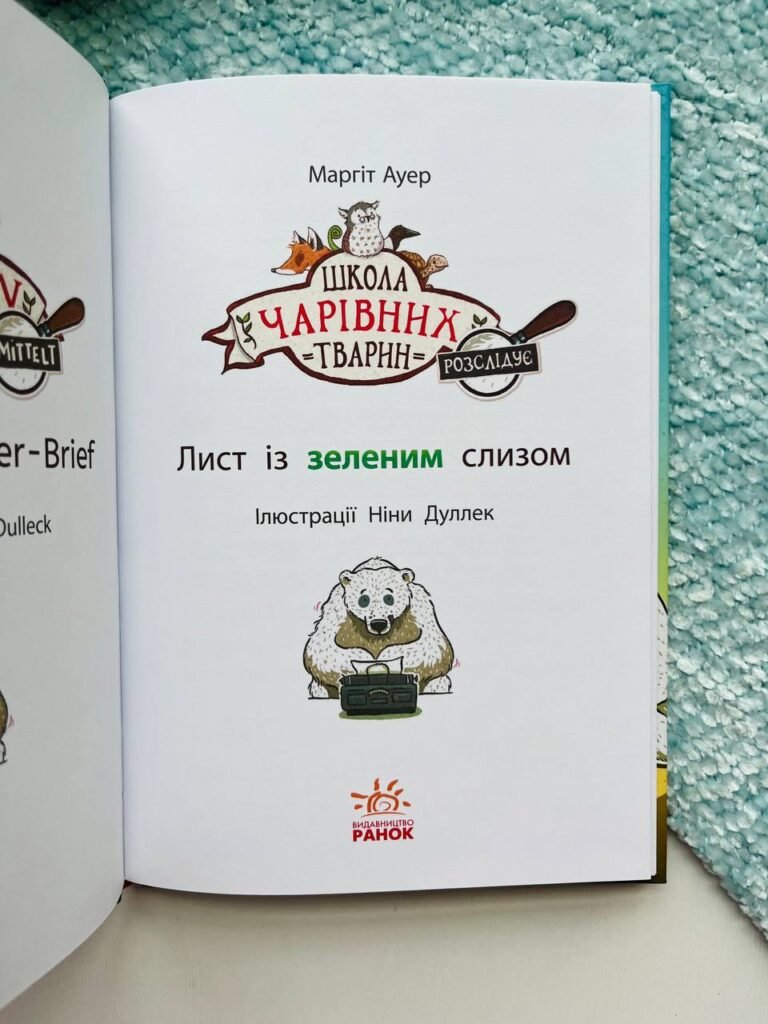 V
MITTELT
er-Brief
Dulleck
Маргіт Ауер
ШКОЛА
ЧАРІВНИХ
=ТВАРИН=
РОЗСЛІДУЄ
Лист із зеленим слизом
Ілюстрації Ніни Дуллек
ВИДАВНИЦТВО
РАНОК